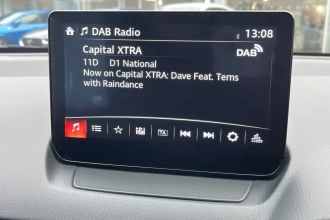 DAB Radio 13:08
Capital XTRA DAB
11D D1 National
Now on Capital XTRA: Dave Feat. Tems
with Raindance
TA